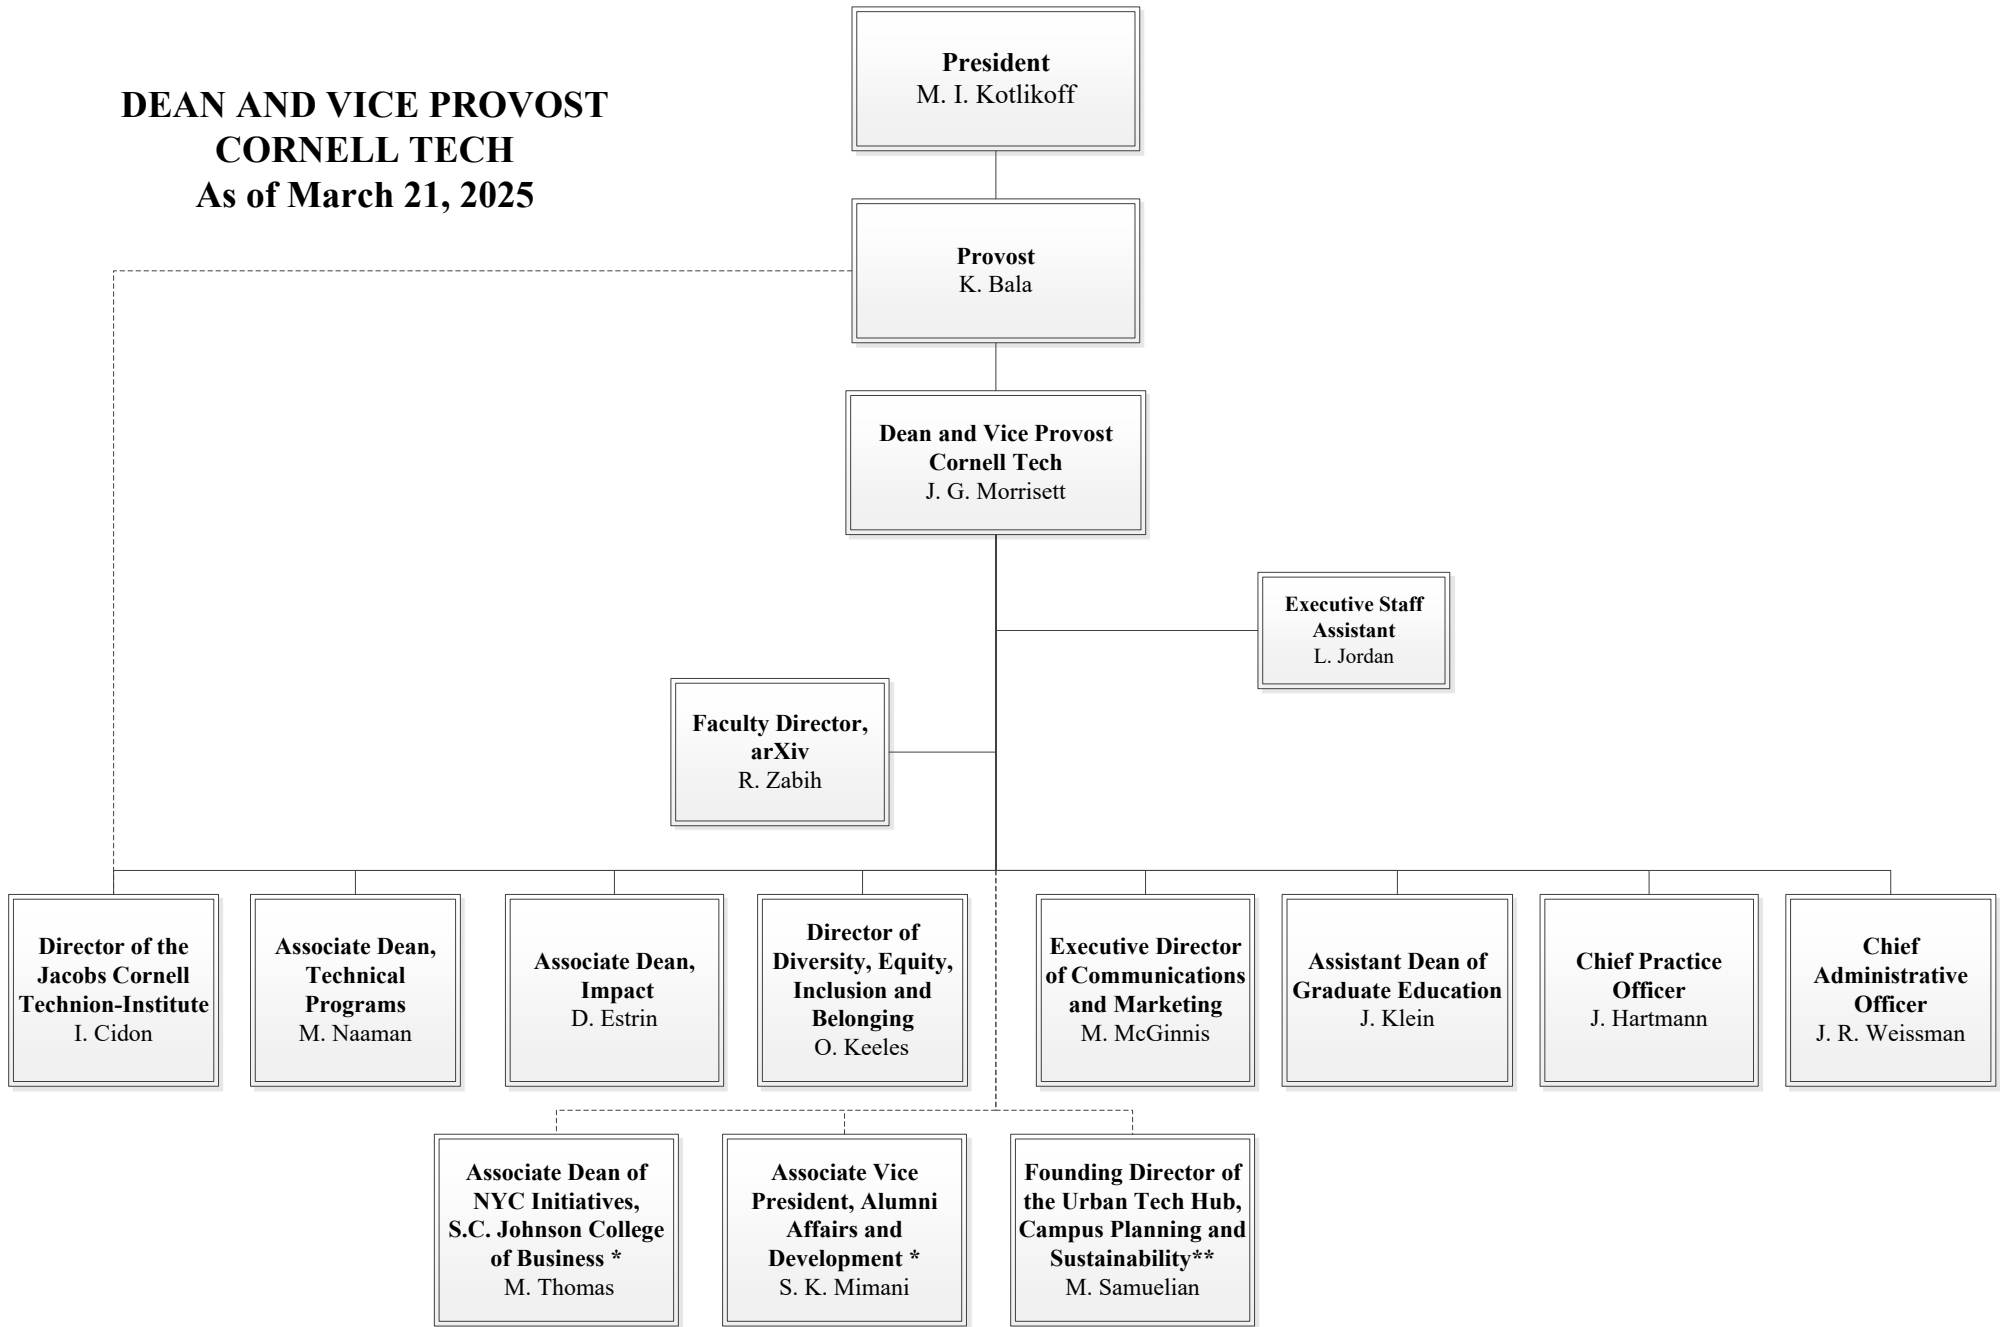 DEAN AND VICE PROVOST
CORNELL TECH
As of March 21, 2025
President
M. I. Kotlikoff
Provost
K. Bala
Dean and Vice Provost
Cornell Tech
J. G. Morrisett
Executive Staff
Assistant
L. Jordan
Faculty Director,
arXiv
R. Zabih
Director of the
Jacobs Cornell
Technion-Institute
I. Cidon
Associate Dean,
Technical
Programs
M. Naaman
Associate Dean,
Impact
D. Estrin
Director of
Diversity, Equity,
Inclusion and
Belonging
O. Keeles
Executive Director
of Communications
and Marketing
M. McGinnis
Assistant Dean of
Graduate Education
J. Klein
Chief Practice
Officer
J. Hartmann
Chief
Administrative
Officer
J. R. Weissman
Associate Dean of
NYC Initiatives,
S.C. Johnson College
of Business *
M. Thomas
Associate Vice
President, Alumni
Affairs and
Development *
S. K. Mimani
Founding Director of
the Urban Tech Hub,
Campus Planning and
Sustainability**
M. Samuelian